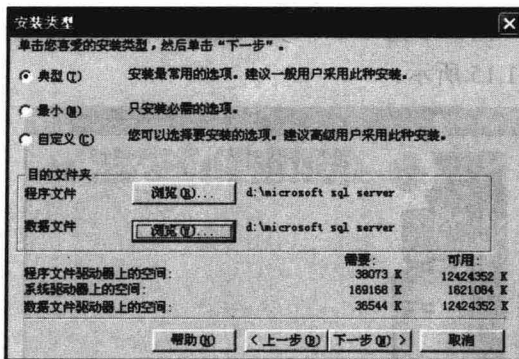 安装类型
单击您喜爱的安装类型，然后单击“下一步”。
典型(T) 安装最常用的选项。建议一般用户采用此种安装。
最小(M) 只安装必需的选项。
自定义(C) 您可以选择要安装的选项。建议高级用户采用此种安装。
目的文件夹
程序文件 浏览(R)... d:\microsoft sql server
数据文件 浏览(W)... d:\microsoft sql server
需要: 可用:
程序文件驱动器上的空间: 38073 K 12424352 K
系统驱动器上的空间: 169168 K 1621084 K
数据文件驱动器上的空间: 36544 K 12424352 K
帮助(H) < 上一步(B) 下一步(N) > 取消